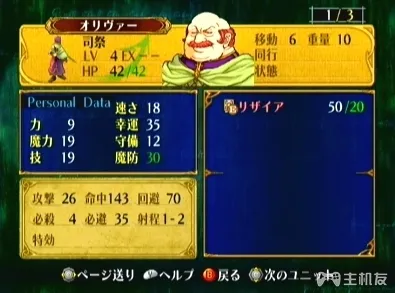 1/3
オリヴァー
司祭
LV 4 EX--
HP 42/42
移動 6 重量 10
同行
状態
Personal Data
力 9
魔力 19
技 19
速さ 18
幸運 35
守備 12
魔防 30
リザイア 50/20
攻撃 26 命中143 回避 70
必殺 4 必避 35 射程1-2
特効
ページ送り ヘルプ 戻る 次のユニット
主机友